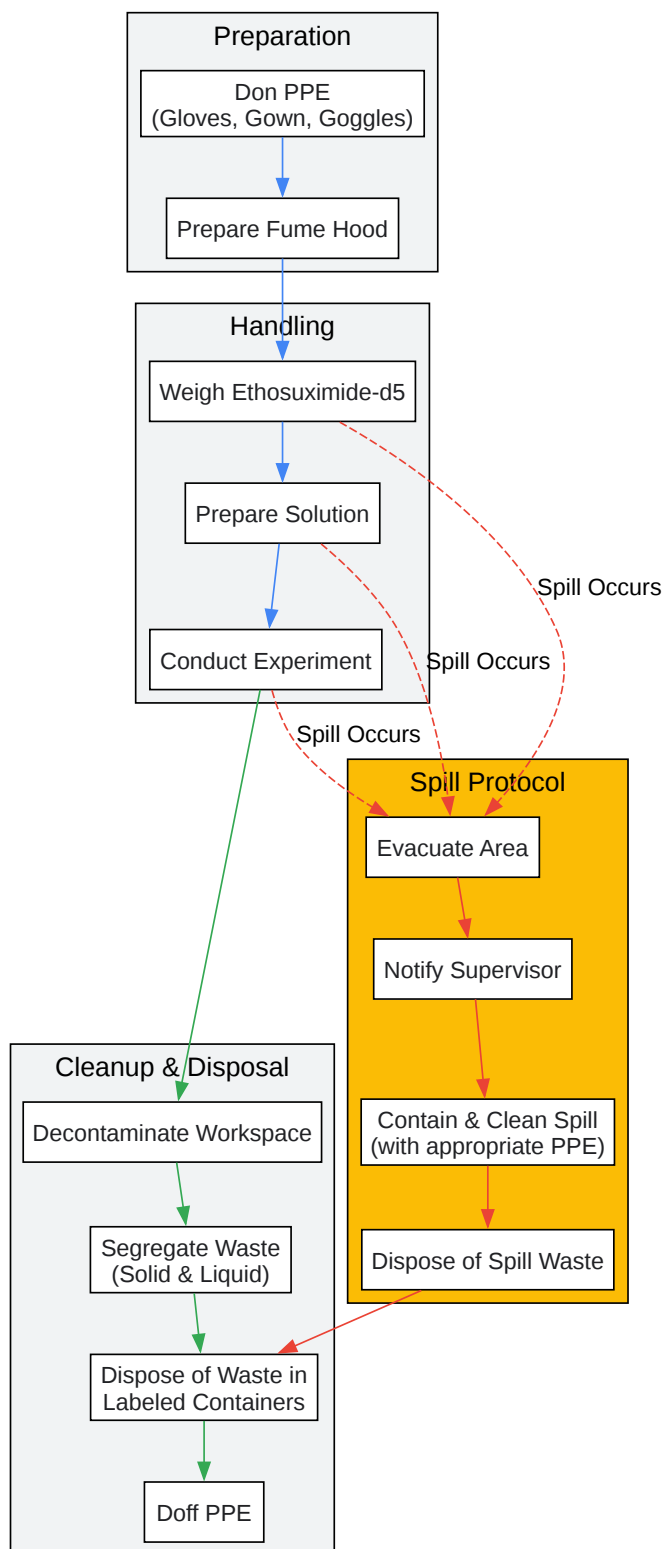 Preparation
Don PPE
(Gloves, Gown, Goggles)
Prepare Fume Hood
Handling
Weigh Ethosuximide-d5
Prepare Solution
Spill Occurs
Spill Occurs
Conduct Experiment
Spill Occurs
Spill Protocol
Evacuate Area
Notify Supervisor
Contain & Clean Spill
(with appropriate PPE)
Dispose of Spill Waste
Cleanup & Disposal
Decontaminate Workspace
Segregate Waste
(Solid & Liquid)
Dispose of Waste in
Labeled Containers
Doff PPE